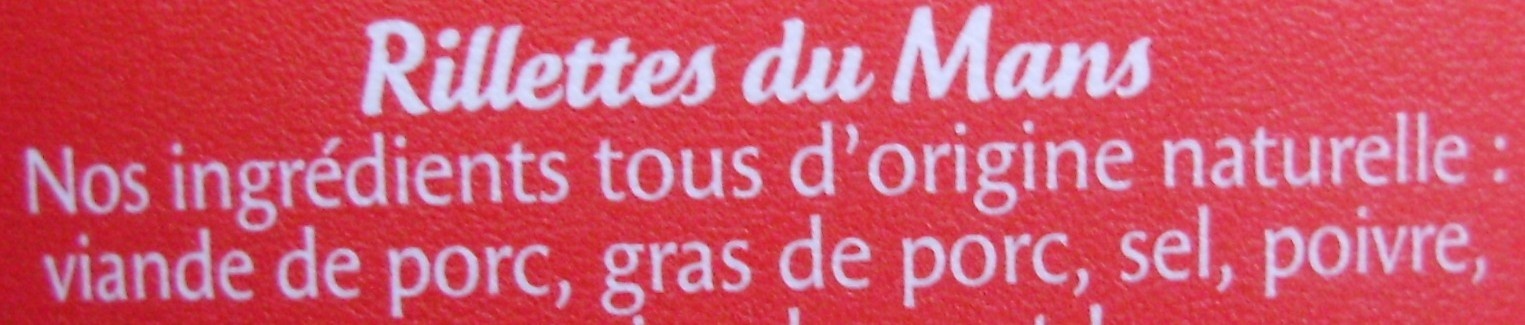 Rillettes du Mans
Nos ingrédients tous d'origine naturelle :
viande de porc, gras de porc, sel, poivre,